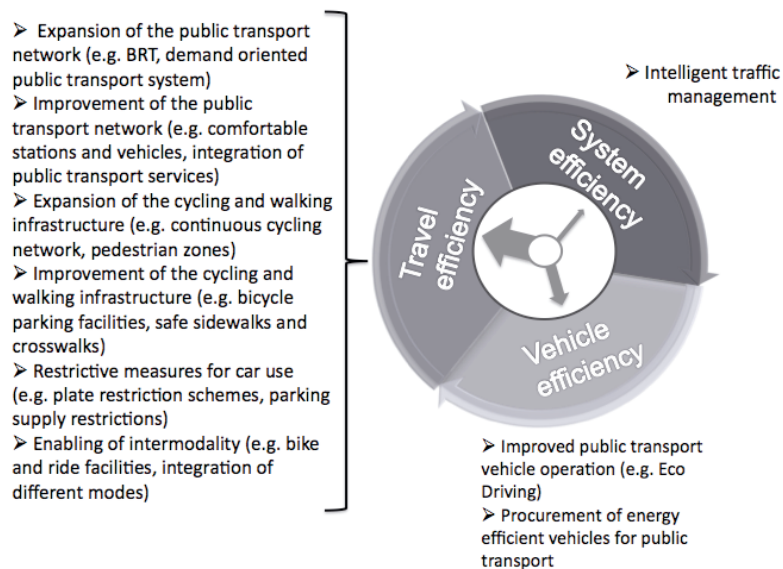 ➤ Expansion of the public transport
network (e.g. BRT, demand oriented
public transport system)
➤ Improvement of the public
transport network (e.g. comfortable
stations and vehicles, integration of
public transport services)
➤ Expansion of the cycling and walking
infrastructure (e.g. continuous cycling
network, pedestrian zones)
➤ Improvement of the cycling and
walking infrastructure (e.g. bicycle
parking facilities, safe sidewalks and
crosswalks)
➤ Restrictive measures for car use
(e.g. plate restriction schemes, parking
supply restrictions)
➤ Enabling of intermodality (e.g. bike
and ride facilities, integration of
different modes)
Travel
efficiency
System
efficiency
Vehicle
efficiency
➤ Intelligent traffic
management
➤ Improved public transport
vehicle operation (e.g. Eco
Driving)
➤ Procurement of energy
efficient vehicles for public
transport